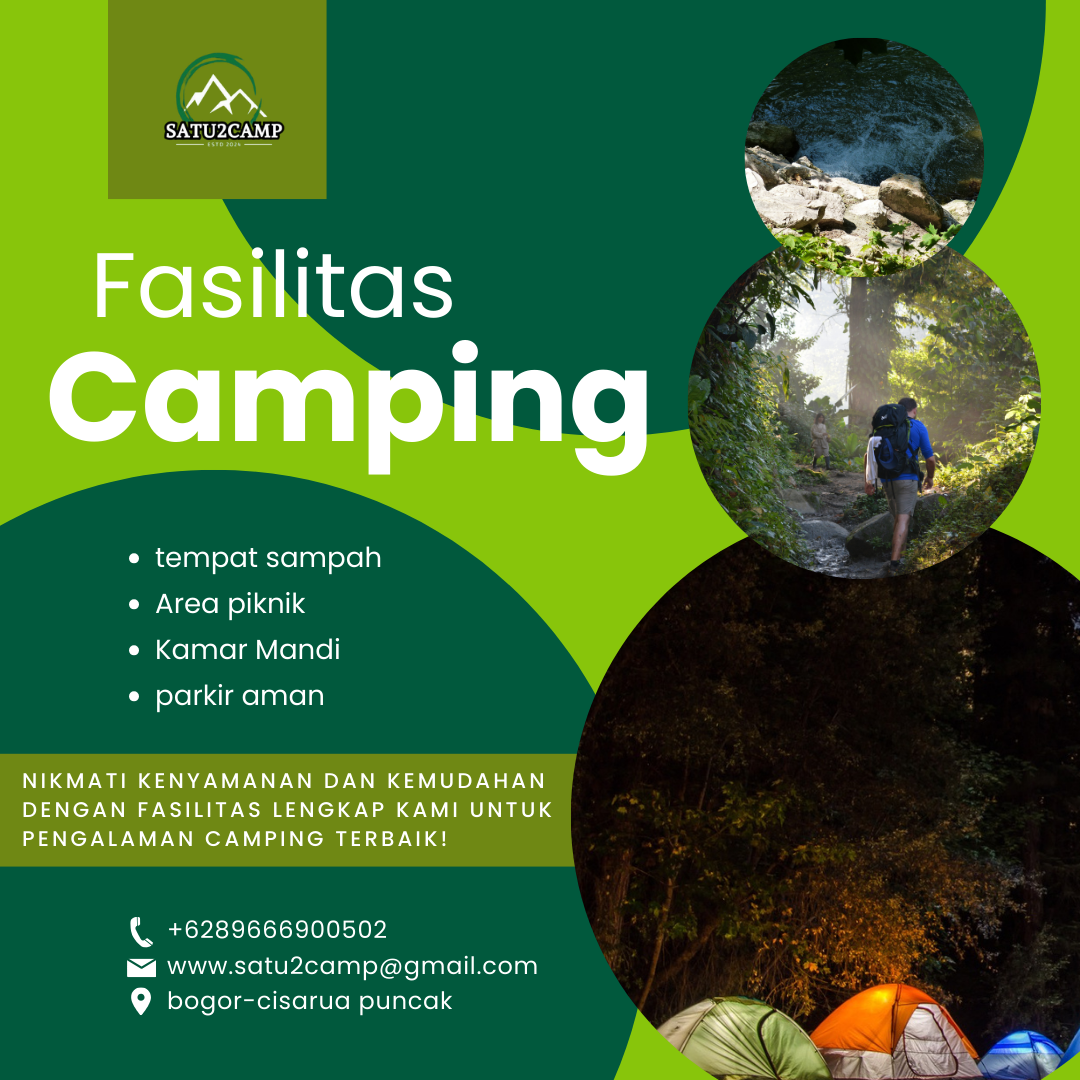 SATU2CAMP
ESTD 2024
Fasilitas
Camping
• tempat sampah
• Area piknik
• Kamar Mandi
• parkir aman
NIKMATI KENYAMANAN DAN KEMUDAHAN
DENGAN FASILITAS LENGKAP KAMI UNTUK
PENGALAMAN CAMPING TERBAIK!
+6289666900502
www.satu2camp@gmail.com
bogor-cisarua puncak